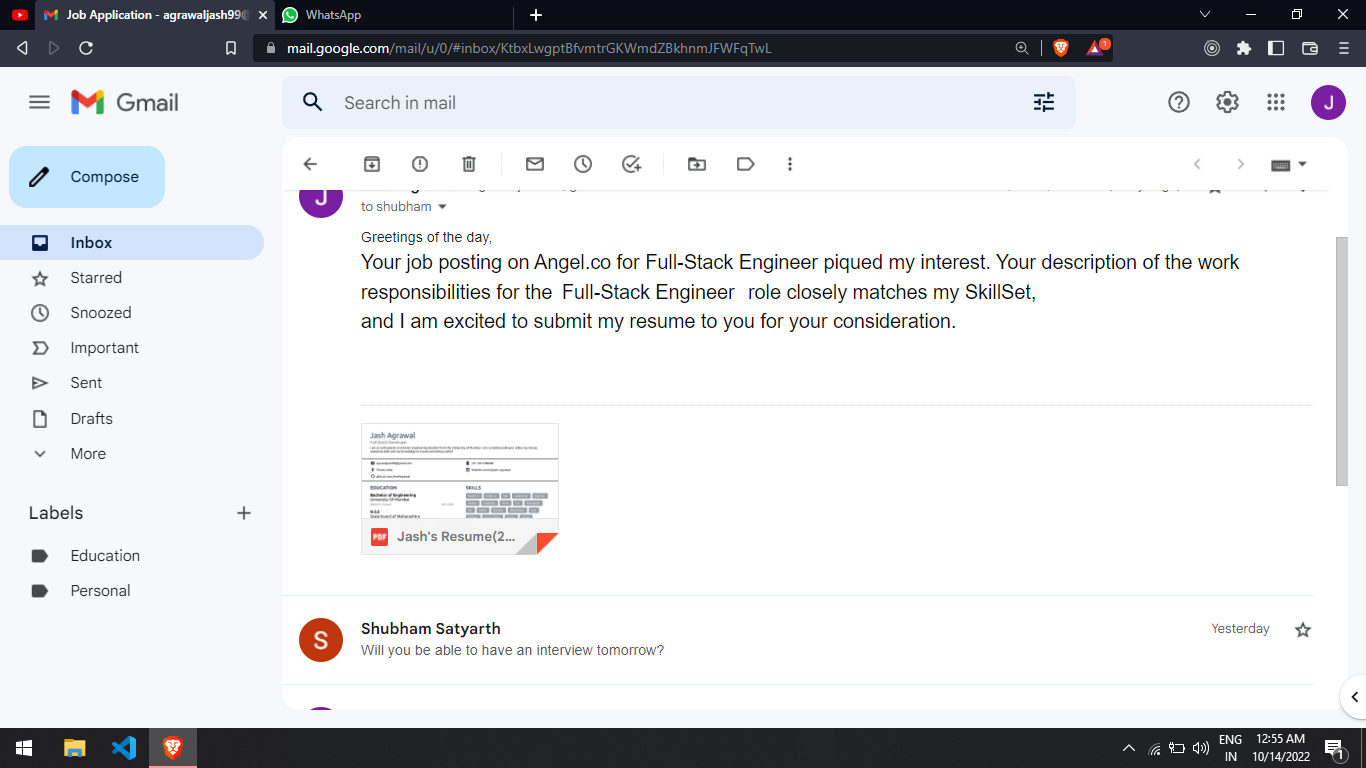 Job Application - agrawaljash99@
WhatsApp
mail.google.com/mail/u/0/#inbox/KtbxLwgptBfvmtrGKWmdZBkhnmJFWFqTwL
1
Gmail
Search in mail
J
Compose
Inbox
Starred
Snoozed
Important
Sent
Drafts
More
Labels
Education
Personal
J
to shubham
Greetings of the day,
Your job posting on Angel.co for Full-Stack Engineer piqued my interest. Your description of the work
responsibilities for the Full-Stack Engineer role closely matches my SkillSet,
and I am excited to submit my resume to you for your consideration.
Jash Agrawal
Full Stack Developer
EDUCATION
SKILLS
Bachelor of Engineering
University Of Mumbai
State board of Maharashtra
PDF
Jash's Resume(2...
S
Shubham Satyarth
Yesterday
Will you be able to have an interview tomorrow?
ENG
IN
12:55 AM
10/14/2022
1